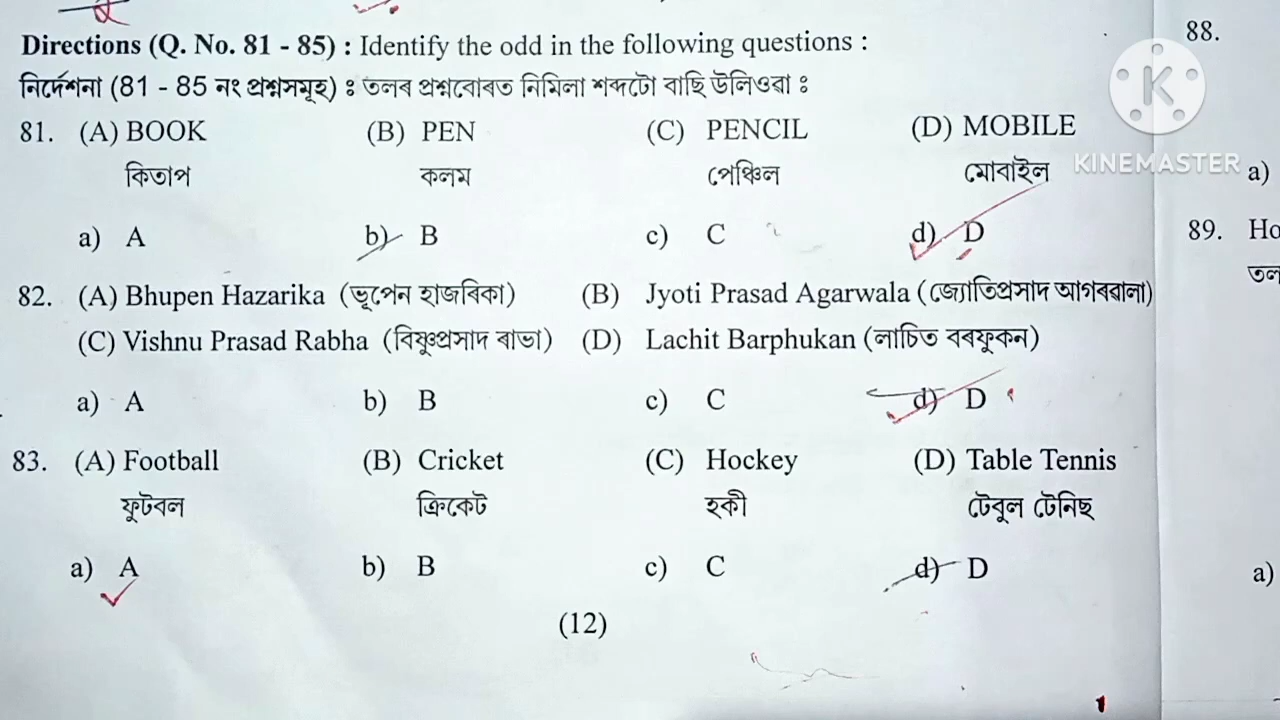 Directions (Q. No. 81 - 85) : Identify the odd in the following questions :
নিৰ্দেশনা (81 - 85 নং প্ৰশ্নসমূহ) ঃ তলৰ প্ৰশ্নবোৰত নিমিলা শব্দটো বাছি উলিওৱা ঃ
81. (A) BOOK (B) PEN (C) PENCIL (D) MOBILE
কিতাপ কলম পেঞ্চিল মোবাইল
a) A b) B c) C d) D
82. (A) Bhupen Hazarika (ভূপেন হাজৰিকা) (B) Jyoti Prasad Agarwala (জ্যোতিপ্ৰসাদ আগৰৱালা)
(C) Vishnu Prasad Rabha (বিষ্ণুপ্ৰসাদ ৰাভা) (D) Lachit Barphukan (লাচিত বৰফুকন)
a) A b) B c) C d) D
83. (A) Football (B) Cricket (C) Hockey (D) Table Tennis
ফুটবল ক্ৰিকেট হকী টেবুল টেনিছ
a) A b) B c) C d) D
(12)
88.
KINEMASTER
a)
89. Ho
তল
a)